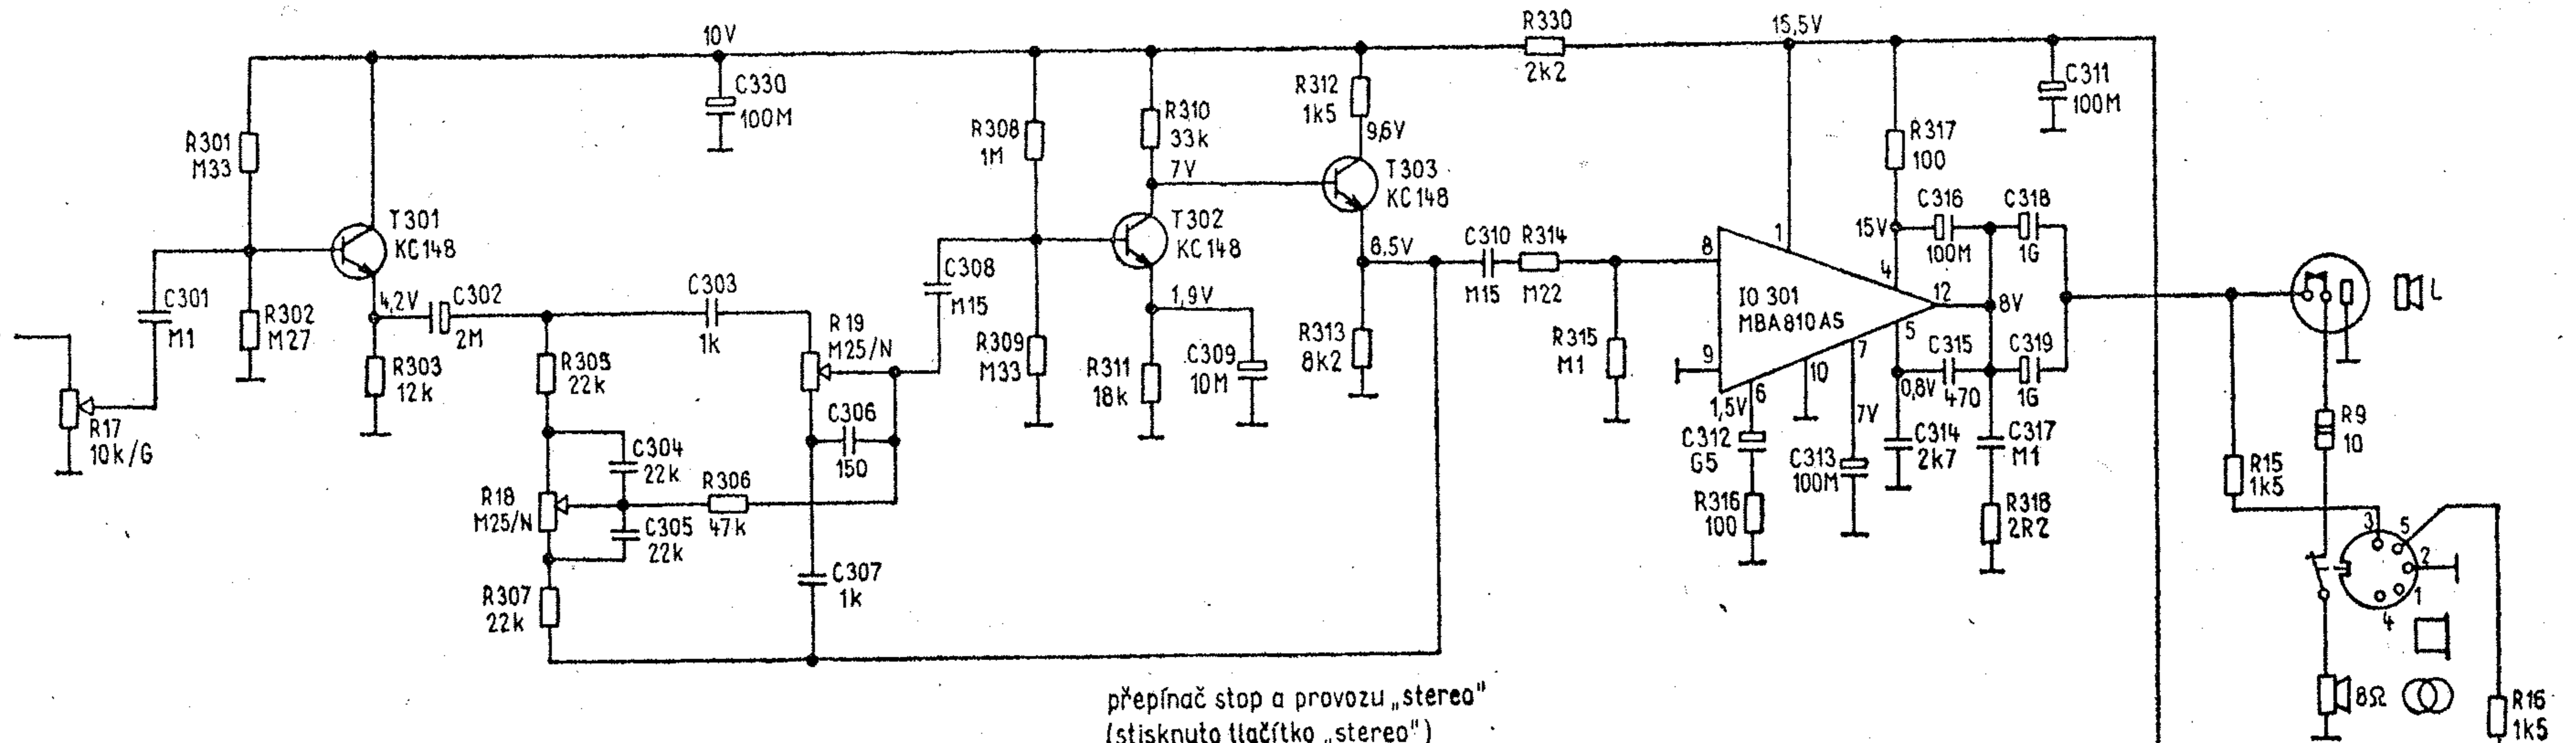 10V
C330
100M
R301
M33
T301
KC148
C301
M1
R302
M27
4,2V
C302
2M
R303
12k
R17
10k/G
C303
1k
R305
22k
R19
M25/N
C304
22k
R18
M25/N
C305
22k
R306
47k
C306
150
R307
22k
C307
1k
C308
M15
R308
1M
R309
M33
R310
33k
7V
T302
KC148
1,9V
R311
18k
C309
10M
R312
1k5
9,6V
T303
KC148
6,5V
R313
8k2
C310
M15
R314
M22
R315
M1
R330
2k2
15,5V
C311
100M
R317
100
15V
C316
100M
C318
1G
8
1
4
12
8V
IO 301
MBA810AS
5
9
6
10
7
1,5V
7V
0,8V
C315
470
C319
1G
C312
G5
R316
100
C313
100M
C314
2k7
C317
M1
R318
2R2
L
R9
10
R15
1k5
3
5
2
1
4
8Ω
R16
1k5
přepínač stop a provozu „stereo"
(stisknuto tlačítko „stereo")